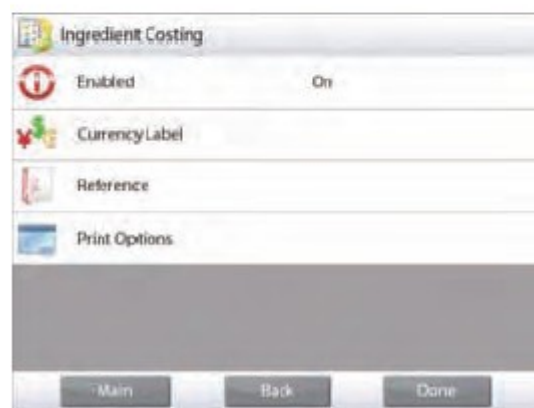 Ingredient Costing
Enabled On
Currency Label
Reference
Print Options
Main Back Done